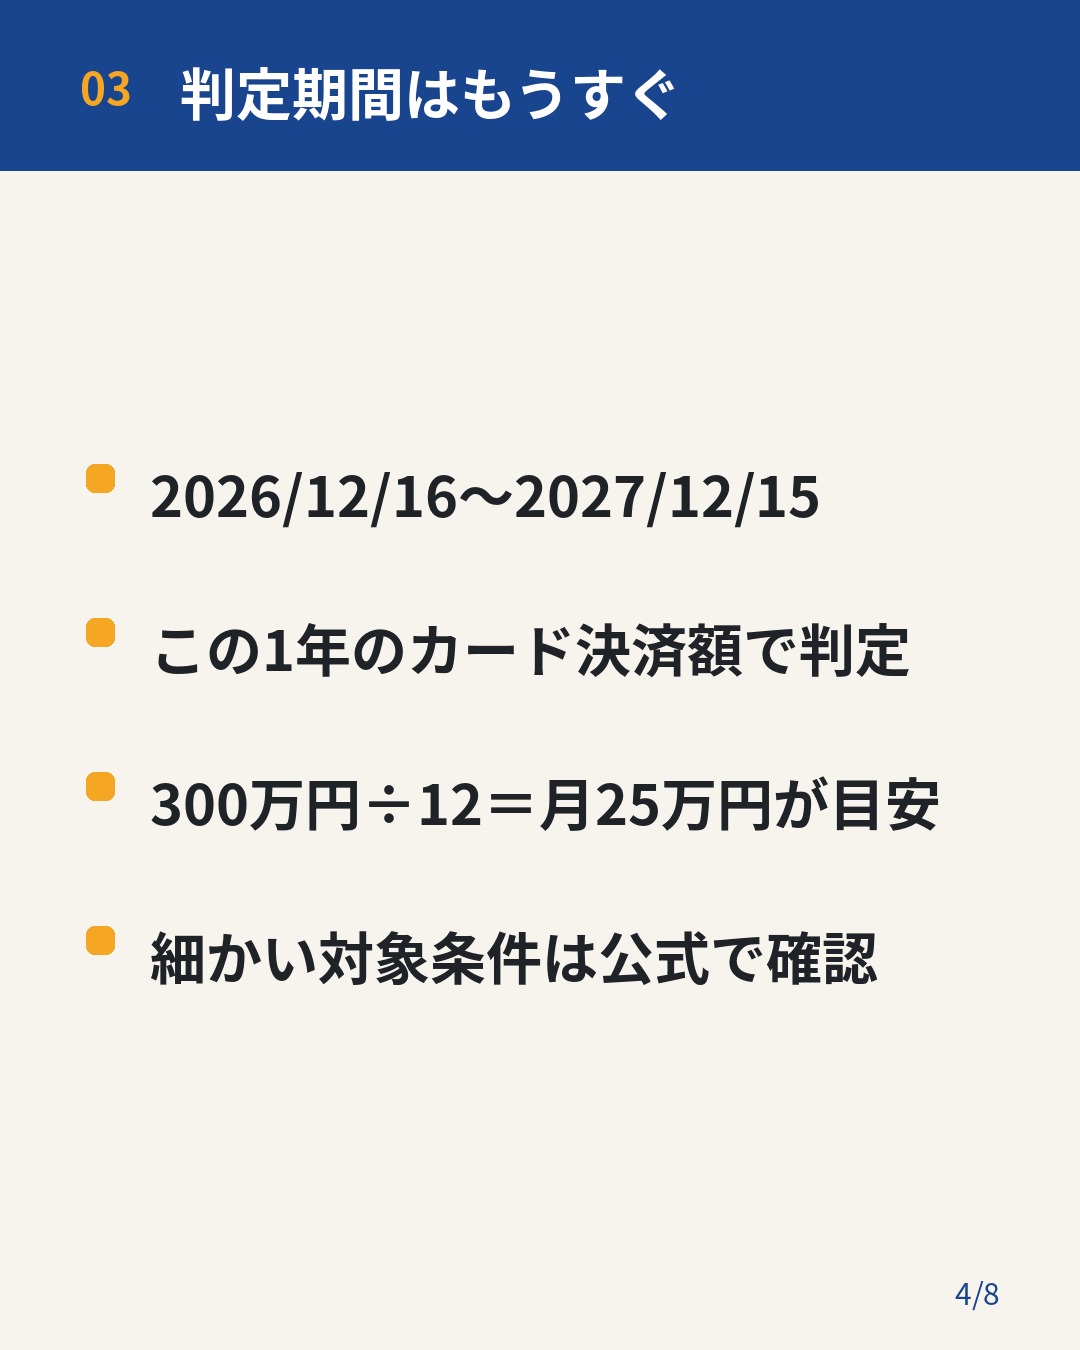 03 判定期間はもうすぐ
2026/12/16～2027/12/15
この1年のカード決済額で判定
300万円÷12＝月25万円が目安
細かい対象条件は公式で確認
4/8